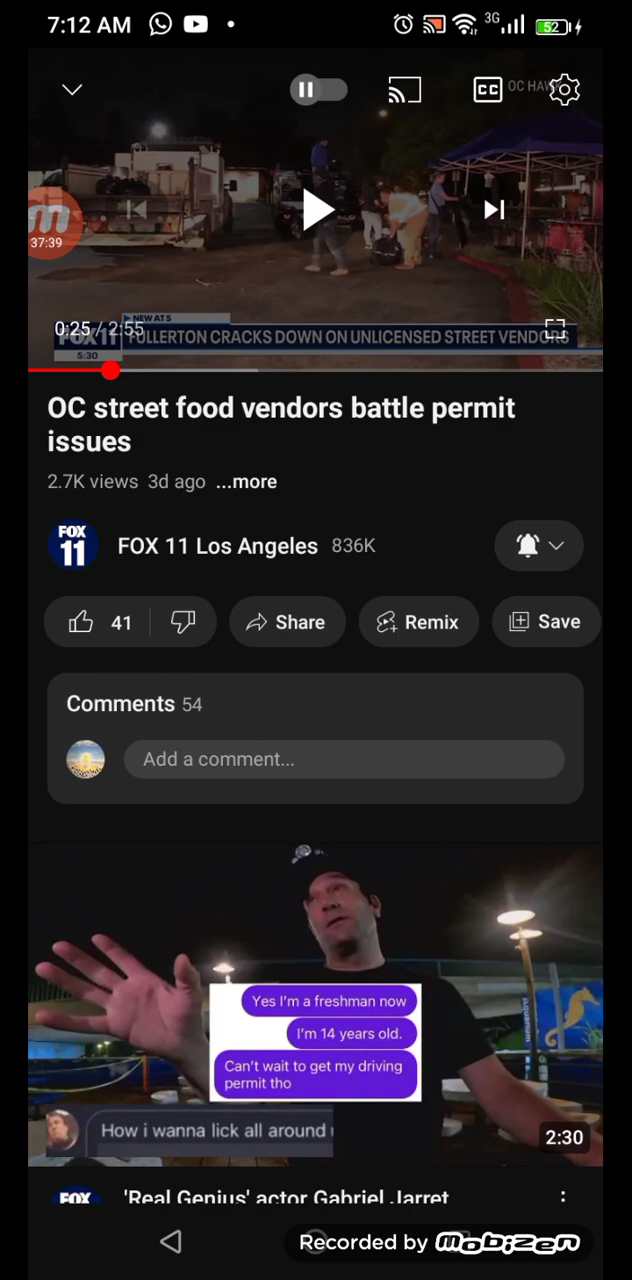 7:12 AM
3G
52
CC
OC HAW
m
37:39
0:25 / 2:55
NEW AT 5
FOX 11
FULLERTON CRACKS DOWN ON UNLICENSED STREET VENDORS
5:30
OC street food vendors battle permit
issues
2.7K views 3d ago ...more
FOX
11
FOX 11 Los Angeles 836K
41
Share
Remix
Save
Comments 54
Add a comment...
Yes I'm a freshman now
I'm 14 years old.
Can't wait to get my driving
permit tho
How i wanna lick all around
AQUARIUM
2:30
FOX
'Real Genius' actor Gabriel Jarret
Recorded by Mobizen